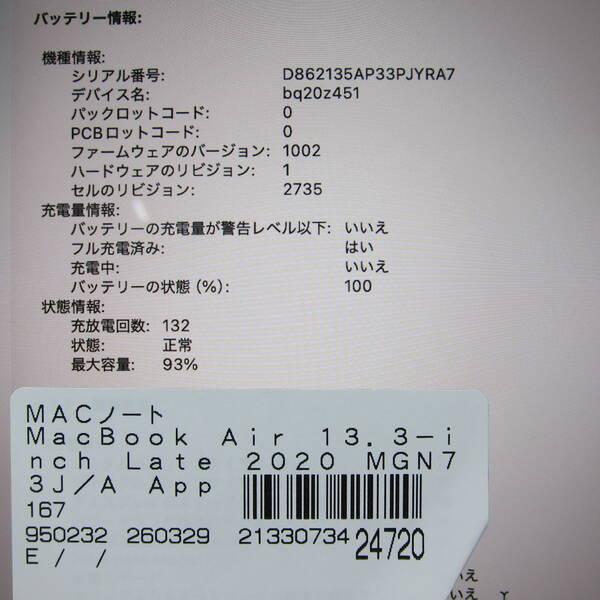 バッテリー情報:
機種情報:
シリアル番号: D862135AP33PJYRA7
デバイス名: bq20z451
パックロットコード: 0
PCBロットコード: 0
ファームウェアのバージョン: 1002
ハードウェアのリビジョン: 1
セルのリビジョン: 2735
充電量情報:
バッテリーの充電量が警告レベル以下: いいえ
フル充電済み: はい
充電中: いいえ
バッテリーの状態（%）: 100
状態情報:
充放電回数: 132
状態: 正常
最大容量: 93%
MACノート
MacBook Air 13.3-i
nch Late 2020 MGN7
3J/A App
167
950232 260329 21330734 24720
E / /
いえ
いえ